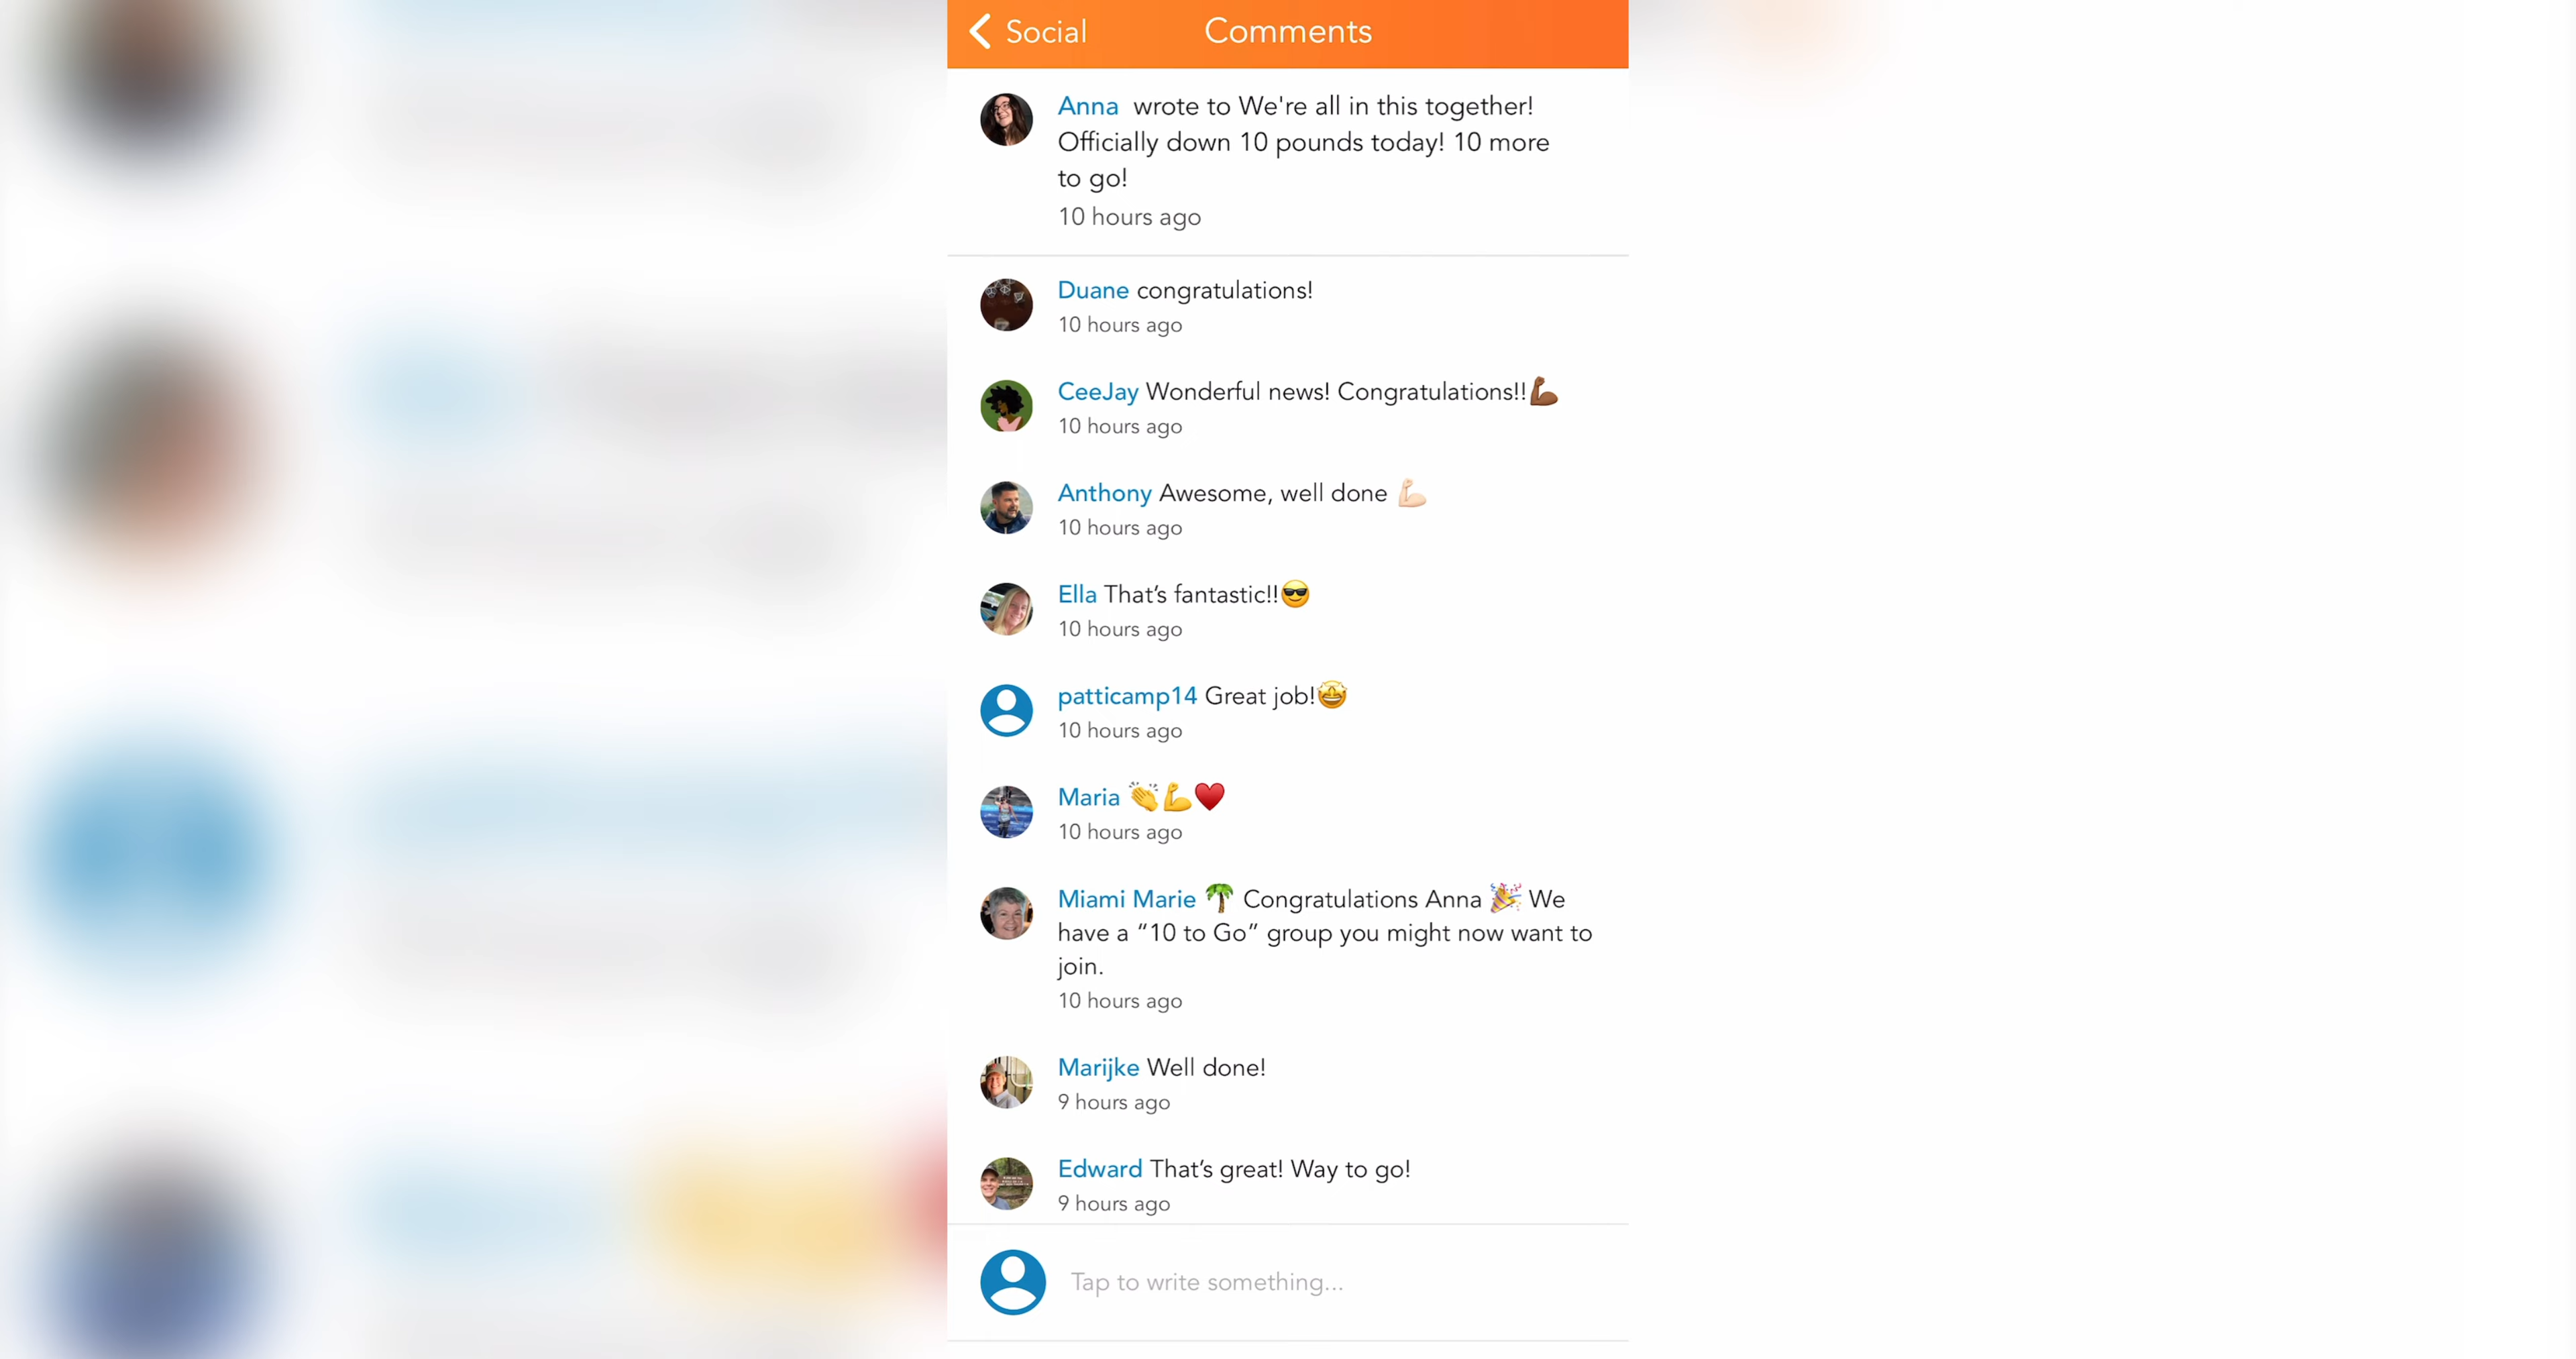 Social Comments
Anna wrote to We're all in this together!
Officially down 10 pounds today! 10 more
to go!
10 hours ago
Duane congratulations!
10 hours ago
CeeJay Wonderful news! Congratulations!!💪🏾
10 hours ago
Anthony Awesome, well done 💪🏻
10 hours ago
Ella That’s fantastic!!😎
10 hours ago
patticamp14 Great job!🤩
10 hours ago
Maria 👏💪❤️
10 hours ago
Miami Marie 🌴 Congratulations Anna 🎉 We
have a “10 to Go” group you might now want to
join.
10 hours ago
Marijke Well done!
9 hours ago
Edward That’s great! Way to go!
9 hours ago
Tap to write something...